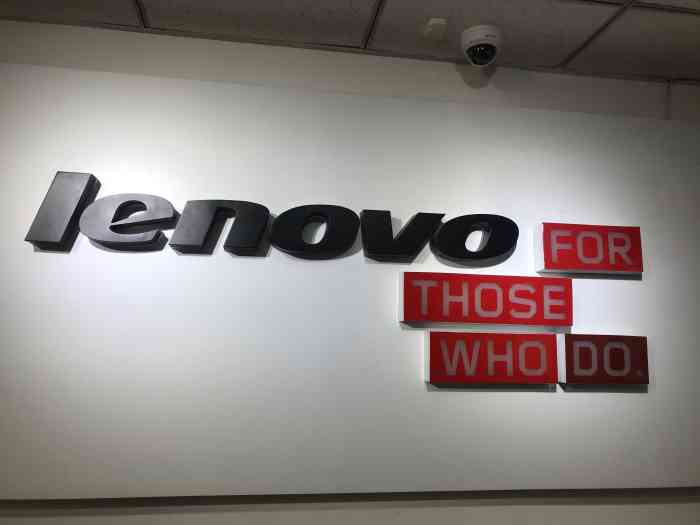 lenovo FOR
THOSE
WHO DO.